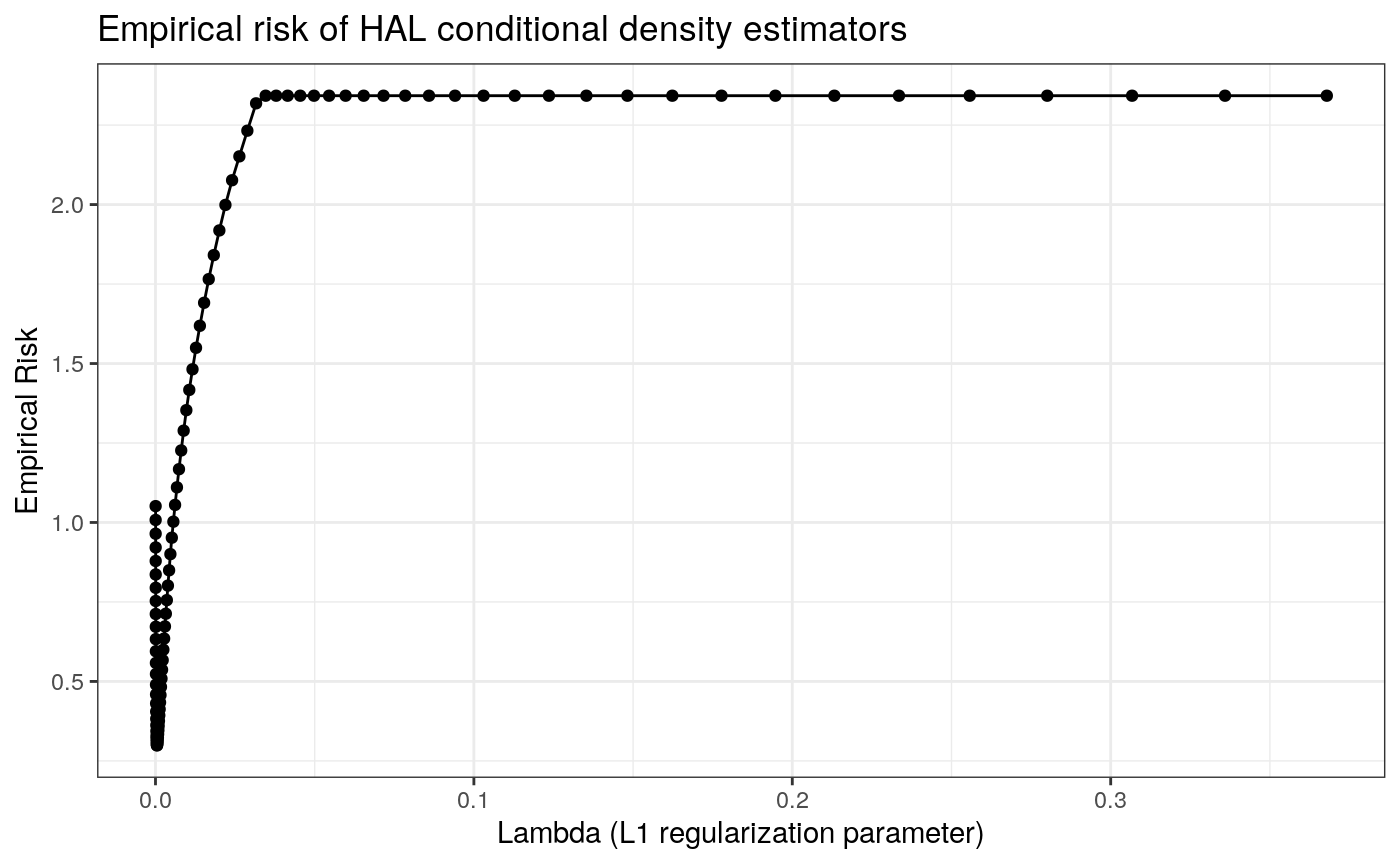 Empirical risk of HAL conditional density estimators
Empirical Risk
2.0
1.5
1.0
0.5
0.0 0.1 0.2 0.3
Lambda (L1 regularization parameter)